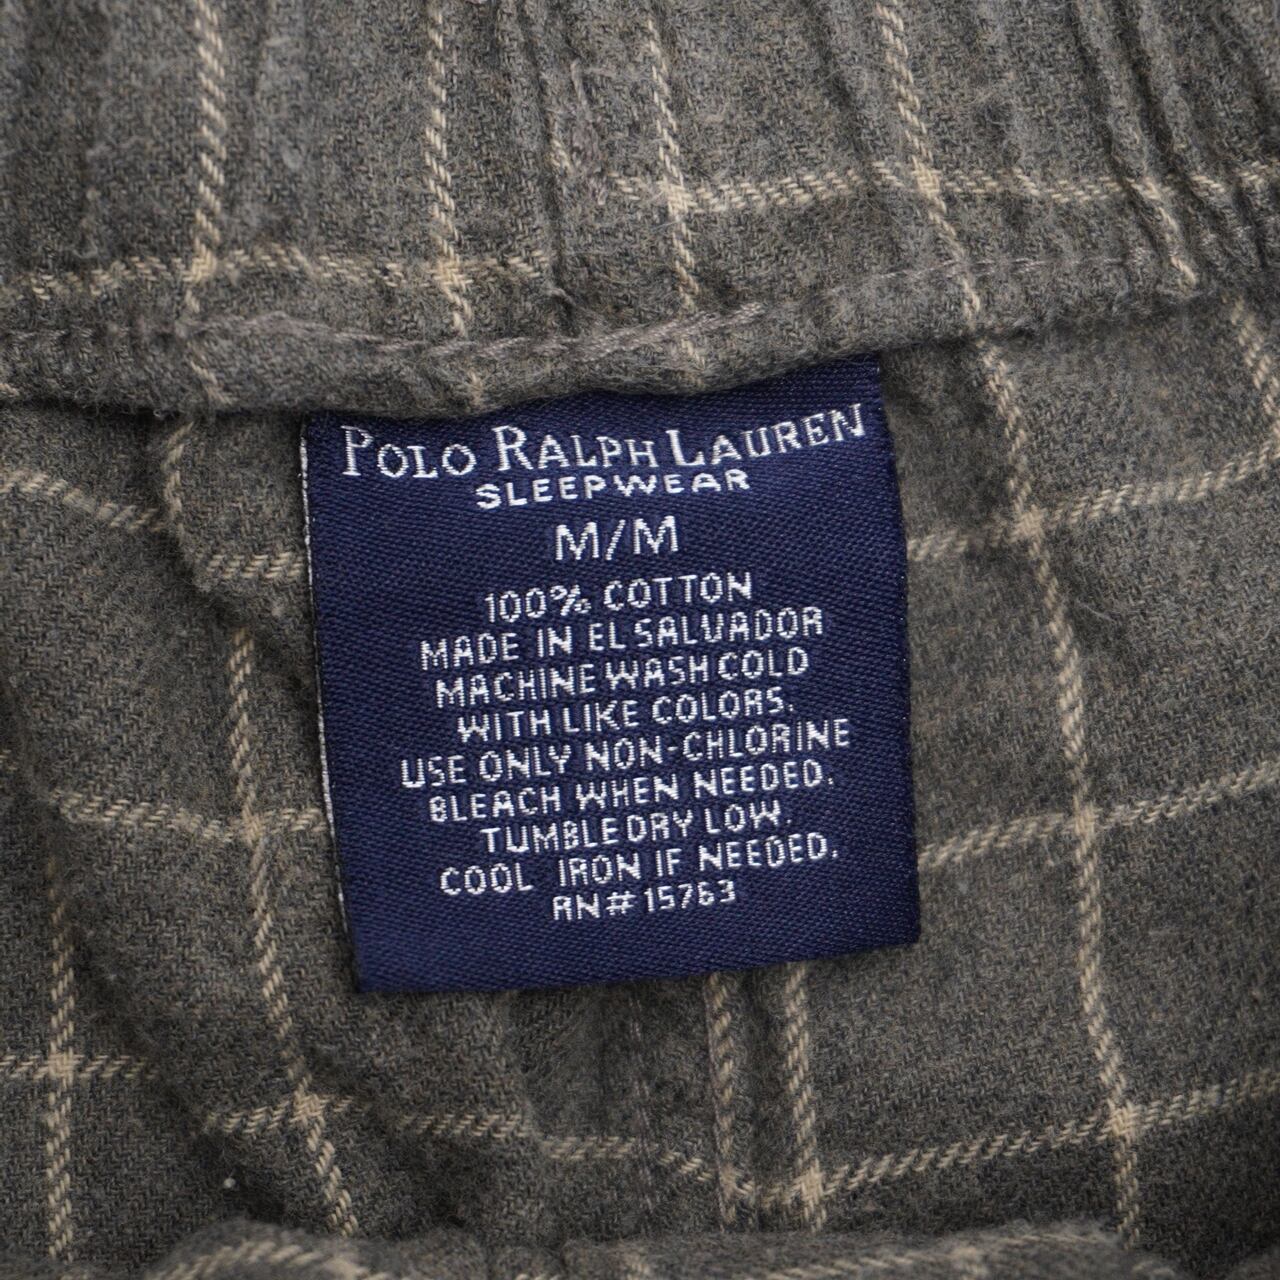 POLO RALPH LAUREN
SLEEPWEAR
M/M
100% COTTON
MADE IN EL SALVADOR
MACHINE WASH COLD
WITH LIKE COLORS.
USE ONLY NON-CHLORINE
BLEACH WHEN NEEDED.
TUMBLE DRY LOW.
COOL IRON IF NEEDED.
RN#15763